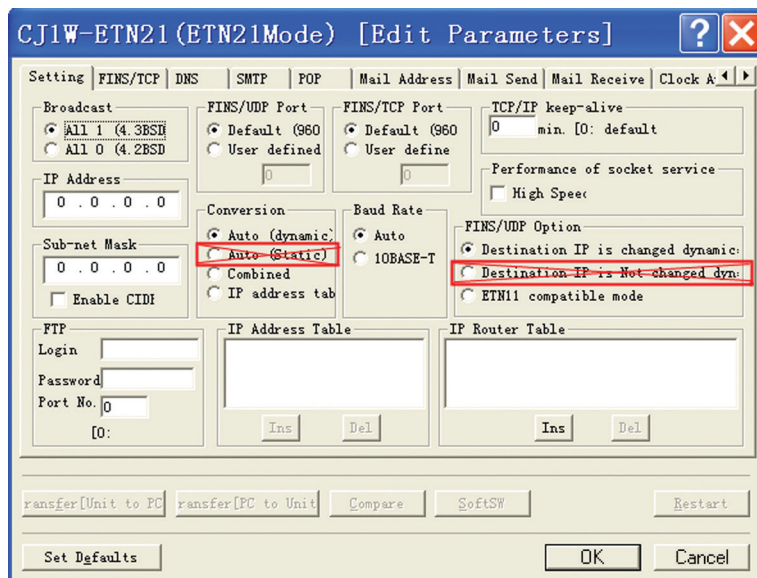 CJ1W-ETN21(ETN21Mode) [Edit Parameters]
Setting FINS/TCP DNS SMTP POP Mail Address Mail Send Mail Receive Clock A
Broadcast
All 1 (4.3BSD
All 0 (4.2BSD
IP Address
0 .0 .0 .0
Sub-net Mask
0 .0 .0 .0
Enable CIDI
FINS/UDP Port
Default (960
User defined
0
FINS/TCP Port
Default (960
User define
0
TCP/IP keep-alive
0 min. [0: default
Performance of socket service
High Speed
Conversion
Auto (dynamic)
Auto (Static)
Combined
IP address tab
Baud Rate
Auto
10BASE-T
FINS/UDP Option
Destination IP is changed dynamic
Destination IP is Not changed dyn
ETN11 compatible mode
FTP
Login
Password
Port No. 0
[0:
IP Address Table
Ins Del
IP Router Table
Ins Del
ransfer[Unit to PC ransfer[PC to Unit Compare SoftSW Restart
Set Defaults OK Cancel